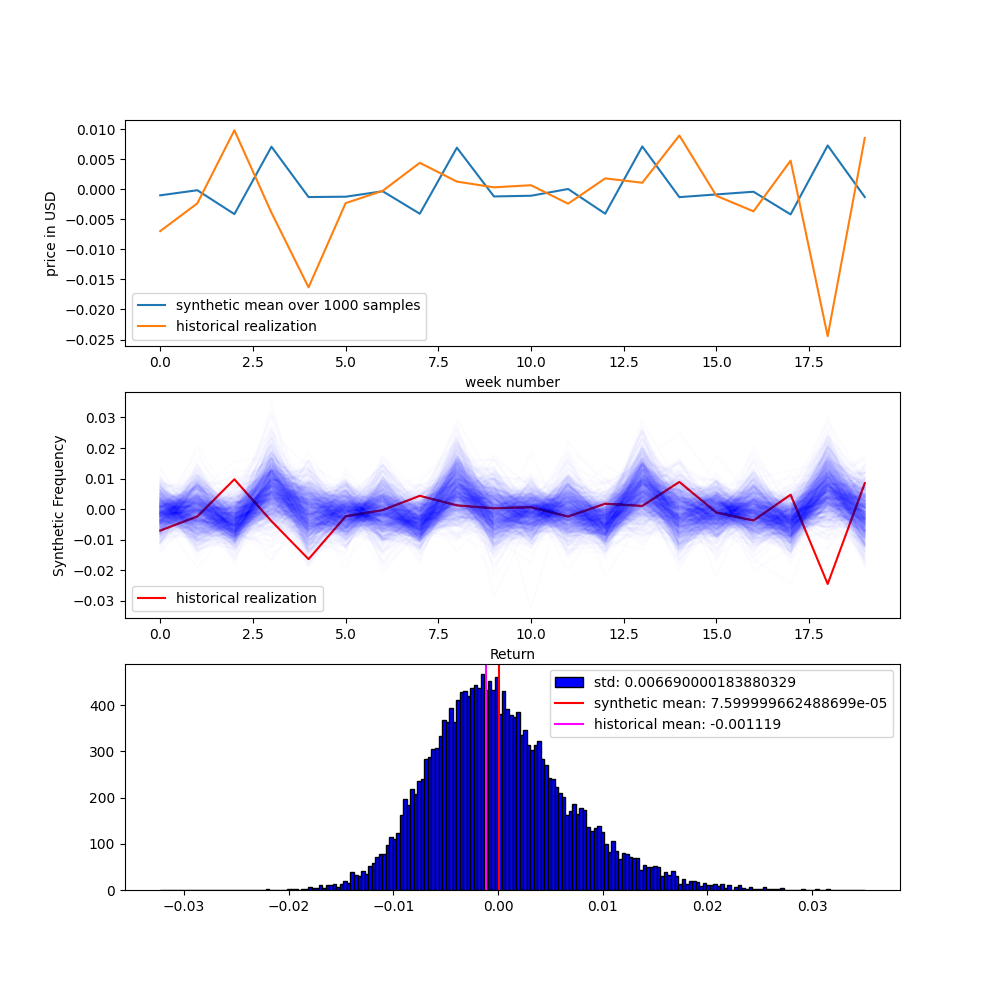 0.010
0.005
0.000
−0.005
−0.010
−0.015
−0.020
−0.025
price in USD
synthetic mean over 1000 samples
historical realization
0.0 2.5 5.0 7.5 10.0 12.5 15.0 17.5
week number
0.03
0.02
0.01
0.00
−0.01
−0.02
−0.03
Synthetic Frequency
historical realization
0.0 2.5 5.0 7.5 10.0 12.5 15.0 17.5
Return
400
300
200
100
0
std: 0.006690000183880329
synthetic mean: 7.599999662488699e-05
historical mean: -0.001119
−0.03 −0.02 −0.01 0.00 0.01 0.02 0.03